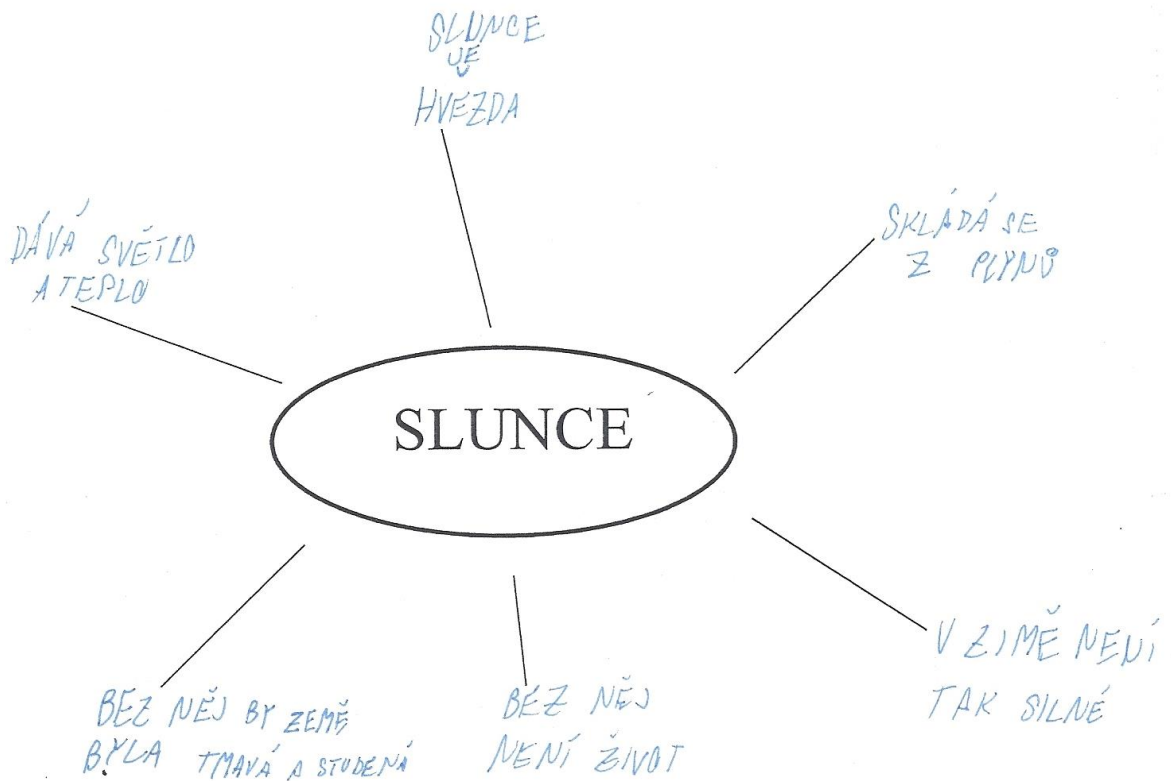 SLUNCE
JE
HVĚZDA
DÁVÁ SVĚTLO
A TEPLO
SKLÁDÁ SE
Z PLYNŮ
SLUNCE
V ZIMĚ NENÍ
TAK SILNÉ
BEZ NĚJ BY ZEMĚ
BYLA TMAVÁ A STUDENÁ
BEZ NĚJ
NENÍ ŽIVOT